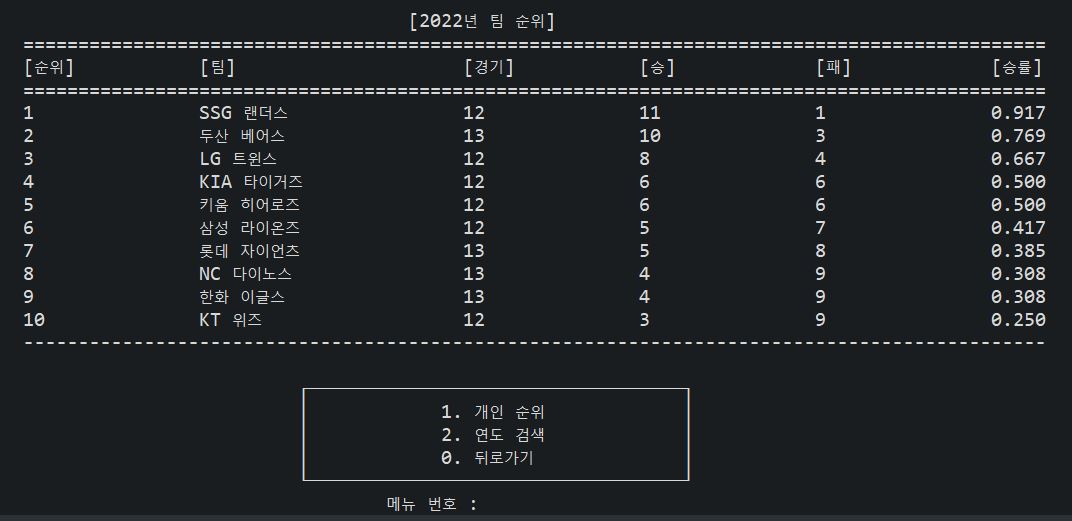 [2022년 팀 순위]
=============================================================================================
[순위] [팀] [경기] [승] [패] [승률]
=============================================================================================
1 SSG 랜더스 12 11 1 0.917
2 두산 베어스 13 10 3 0.769
3 LG 트윈스 12 8 4 0.667
4 KIA 타이거즈 12 6 6 0.500
5 키움 히어로즈 12 6 6 0.500
6 삼성 라이온즈 12 5 7 0.417
7 롯데 자이언츠 13 5 8 0.385
8 NC 다이노스 13 4 9 0.308
9 한화 이글스 13 4 9 0.308
10 KT 위즈 12 3 9 0.250
---------------------------------------------------------------------------------------------
1. 개인 순위
2. 연도 검색
0. 뒤로가기
메뉴 번호 :